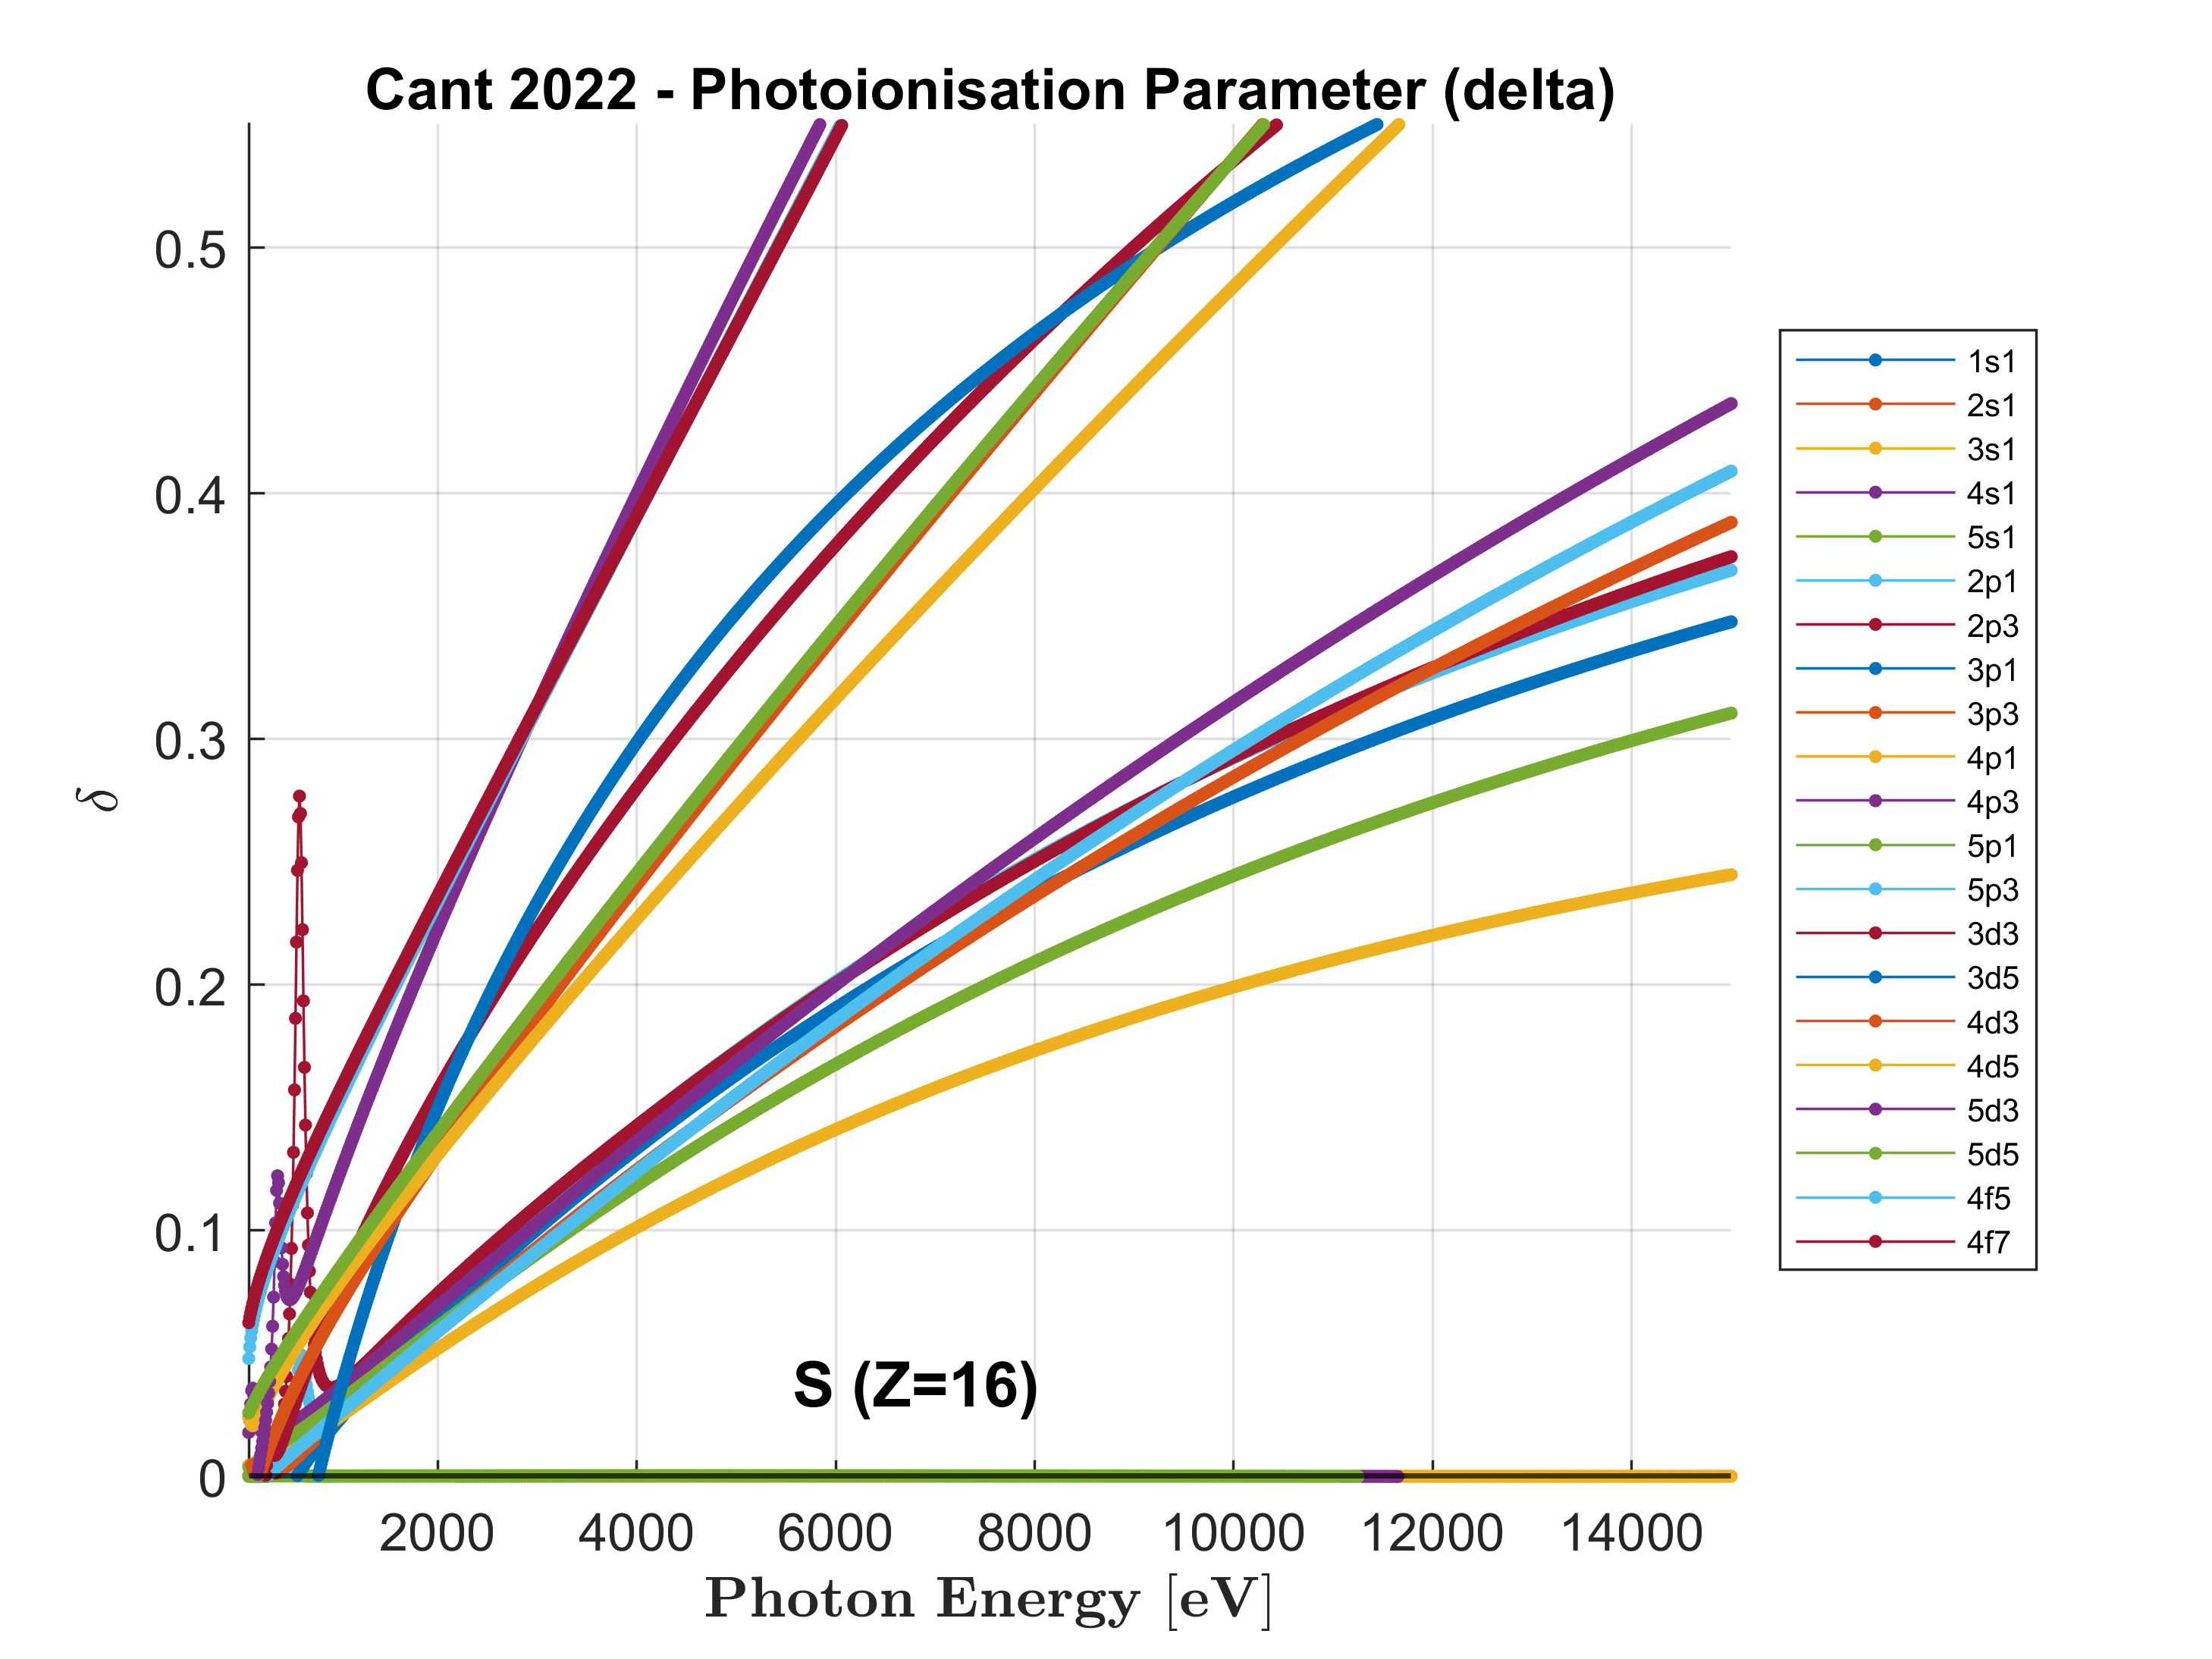 Cant 2022 - Photoionisation Parameter (delta)
0.5
0.4
0.3
0.2
0.1
0
δ
S (Z=16)
2000 4000 6000 8000 10000 12000 14000
Photon Energy [eV]
1s1
2s1
3s1
4s1
5s1
2p1
2p3
3p1
3p3
4p1
4p3
5p1
5p3
3d3
3d5
4d3
4d5
5d3
5d5
4f5
4f7